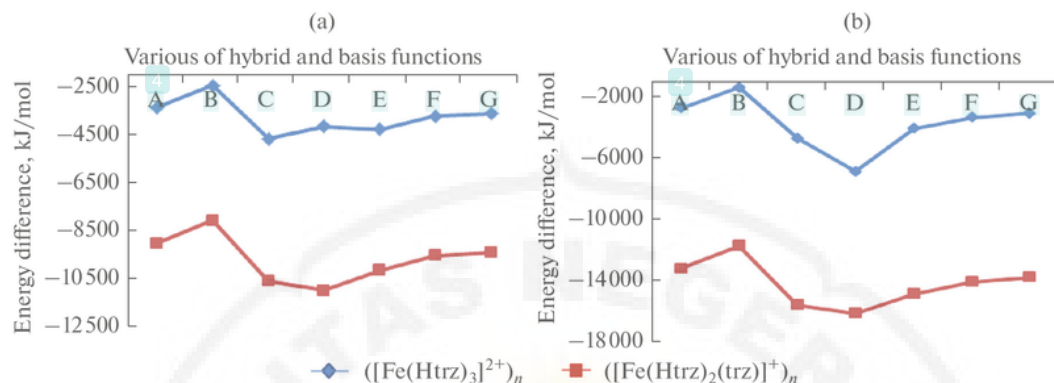 (a)
Various of hybrid and basis functions
Energy difference, kJ/mol
−2500
−4500
−6500
−8500
−10500
−12500
4
A B C D E F G
(b)
Various of hybrid and basis functions
Energy difference, kJ/mol
−2000
−6000
−10000
−14000
−18000
4
A B C D E F G
([Fe(Htrz)₃]²⁺)ₙ ([Fe(Htrz)₂(trz)]⁺)ₙ